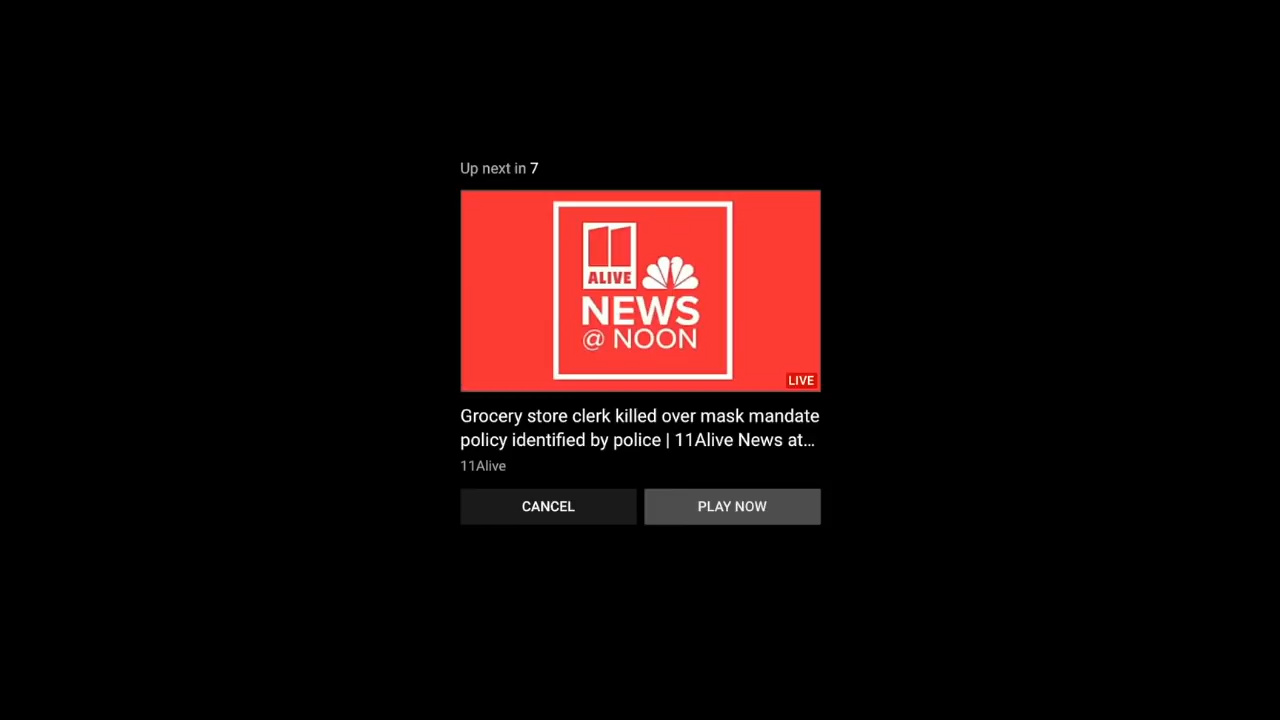 Up next in 7
11
ALIVE
NEWS
@ NOON
LIVE
Grocery store clerk killed over mask mandate
policy identified by police | 11Alive News at...
11Alive
CANCEL
PLAY NOW